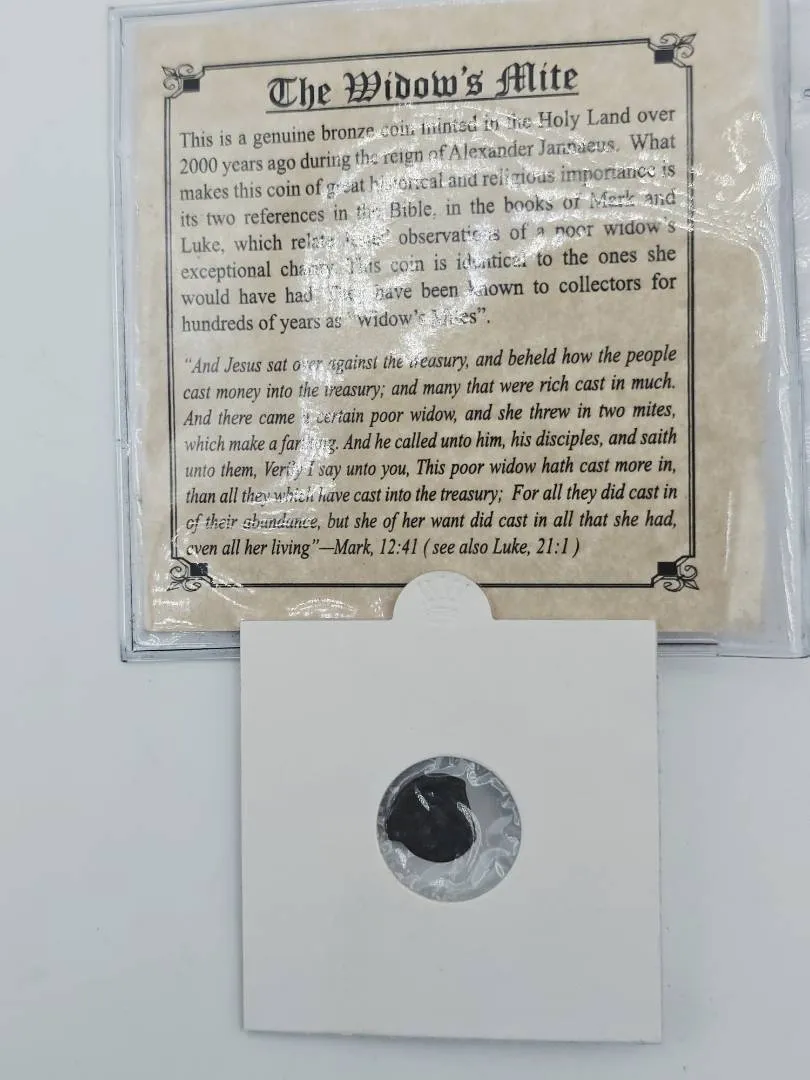 The Widow's Mite
This is a genuine bronze coin minted in the Holy Land over
2000 years ago during the reign of Alexander Jannaeus. What
makes this coin of great historical and religious importance is
its two references in the Bible, in the books of Mark and
Luke, which relate observations of a poor widow's
exceptional charity. This coin is identical to the ones she
would have had. They have been known to collectors for
hundreds of years as "Widow's Mites".
"And Jesus sat over against the treasury, and beheld how the people
cast money into the treasury; and many that were rich cast in much.
And there came a certain poor widow, and she threw in two mites,
which make a farthing. And he called unto him, his disciples, and saith
unto them, Verily I say unto you, This poor widow hath cast more in,
than all they which have cast into the treasury; For all they did cast in
of their abundance, but she of her want did cast in all that she had,
even all her living"—Mark, 12:41 ( see also Luke, 21:1 )